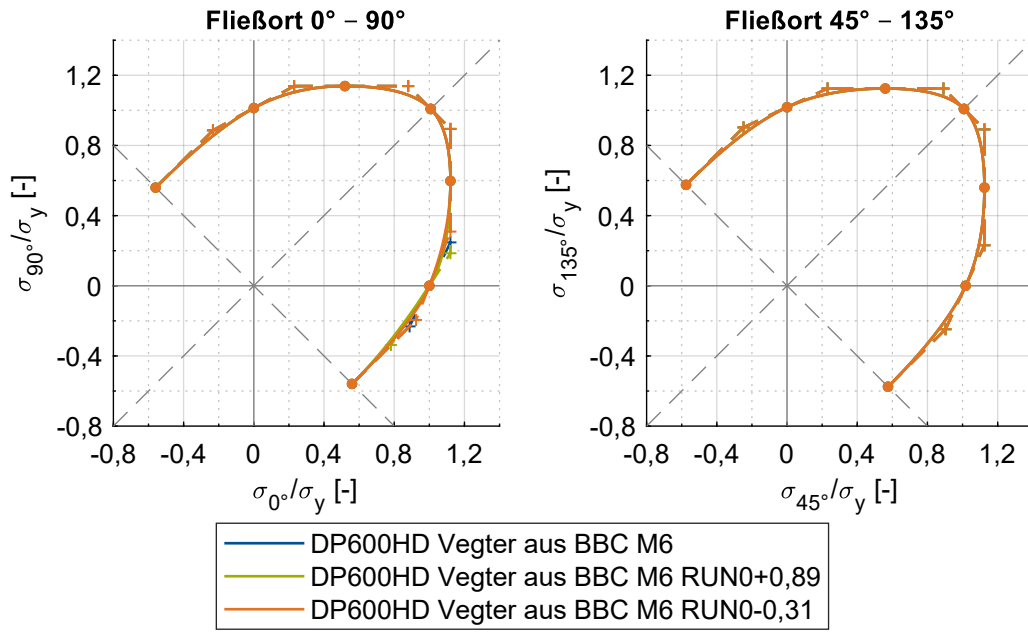 Fließort 0° – 90°
Fließort 45° – 135°
1,2
0,8
0,4
0
-0,4
-0,8
σ90°/σy [-]
-0,8
-0,4
0
0,4
0,8
1,2
σ0°/σy [-]
1,2
0,8
0,4
0
-0,4
-0,8
σ135°/σy [-]
-0,8
-0,4
0
0,4
0,8
1,2
σ45°/σy [-]
DP600HD Vegter aus BBC M6
DP600HD Vegter aus BBC M6 RUN0+0,89
DP600HD Vegter aus BBC M6 RUN0-0,31